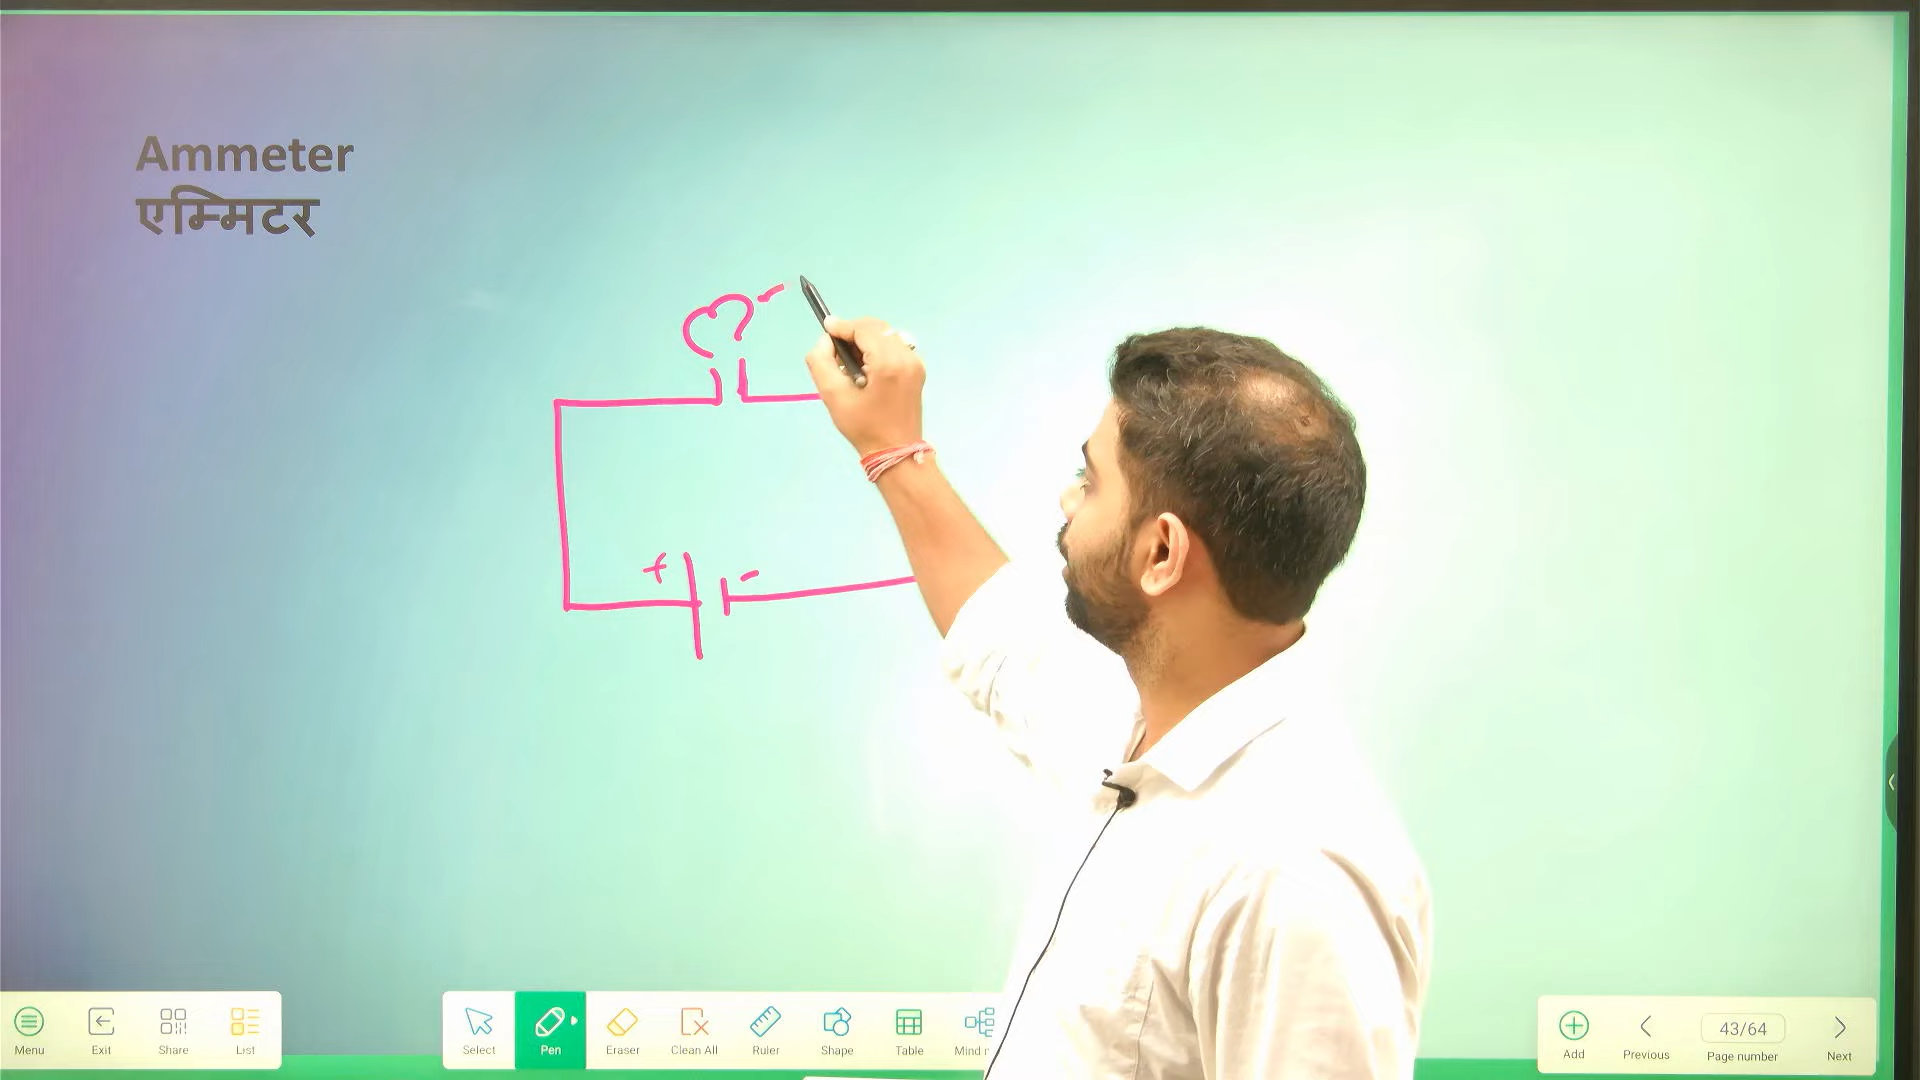 Ammeter
एम्मिटर
+
-
Menu
Exit
Share
List
Select
Pen
Eraser
Clean All
Ruler
Shape
Table
Mind
Add
Previous
43/64
Page number
Next